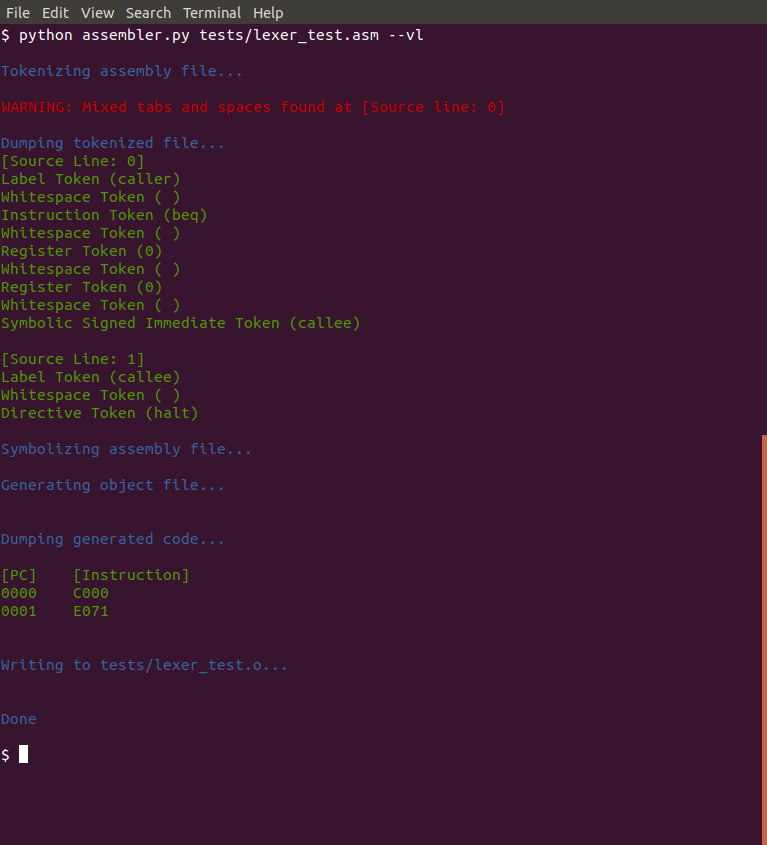 File Edit View Search Terminal Help
$ python assembler.py tests/lexer_test.asm --vl
Tokenizing assembly file...
WARNING: Mixed tabs and spaces found at [Source line: 0]
Dumping tokenized file...
[Source Line: 0]
Label Token (caller)
Whitespace Token ( )
Instruction Token (beq)
Whitespace Token ( )
Register Token (0)
Whitespace Token ( )
Register Token (0)
Whitespace Token ( )
Symbolic Signed Immediate Token (callee)
[Source Line: 1]
Label Token (callee)
Whitespace Token ( )
Directive Token (halt)
Symbolizing assembly file...
Generating object file...
Dumping generated code...
[PC]    [Instruction]
0000    C000
0001    E071
Writing to tests/lexer_test.o...
Done
$